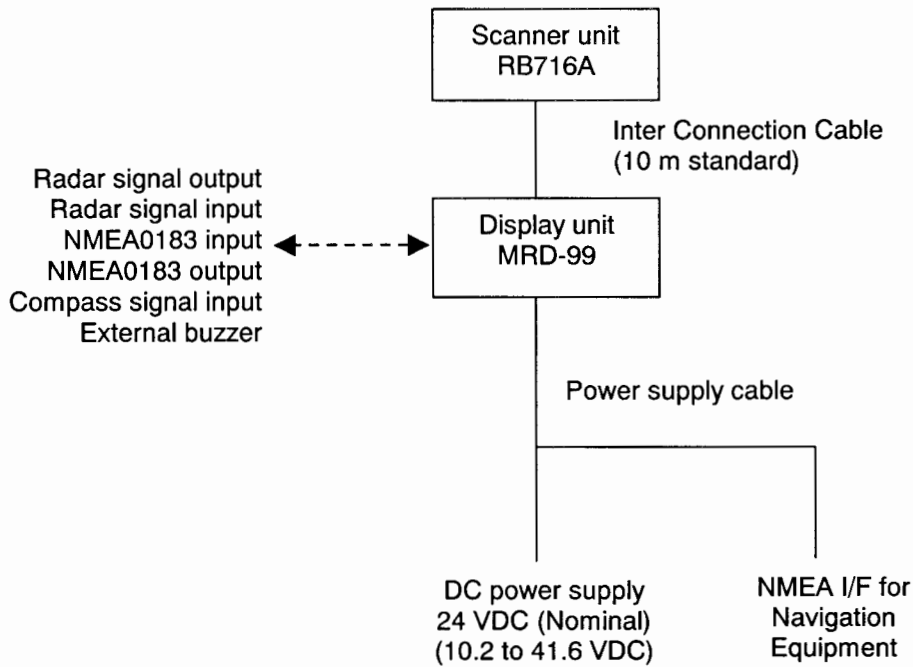 Scanner unit
RB716A
Inter Connection Cable
(10 m standard)
Radar signal output
Radar signal input
NMEA0183 input
NMEA0183 output
Compass signal input
External buzzer
Display unit
MRD-99
Power supply cable
DC power supply
24 VDC (Nominal)
(10.2 to 41.6 VDC)
NMEA I/F for
Navigation
Equipment